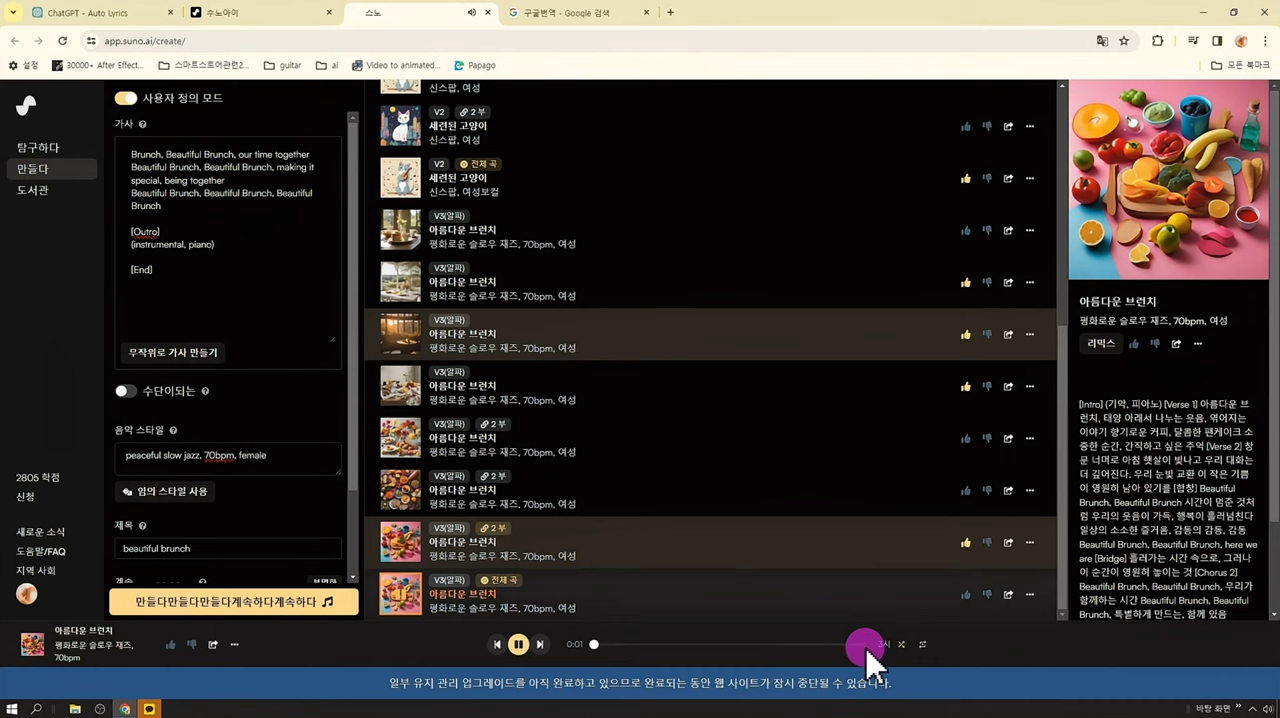 ChatGPT - Auto Lyrics
수노아이
스노
구글번역 - Google 검색
app.suno.ai/create/
설정
30000+ After Effect...
스마트스토어관련2...
guitar
ai
Video to animated...
Papago
모든 북마크
탐구하다
만들다
도서관
2805 학점
신청
새로운 소식
도움말/FAQ
지역 사회
사용자 정의 모드
가사
Brunch, Beautiful Brunch, our time together
Beautiful Brunch, Beautiful Brunch, making it
special, being together
Beautiful Brunch, Beautiful Brunch, Beautiful
Brunch
[Outro]
(instrumental, piano)
[End]
무작위로 가사 만들기
수단이되는
음악 스타일
peaceful slow jazz, 70bpm, female
임의 스타일 사용
제목
beautiful brunch
만들다만들다만들다계속하다계속하다
신스팝, 여성
V2 2 부
세련된 고양이
신스팝, 여성
V2 전체 곡
세련된 고양이
신스팝, 여성보컬
V3(알파)
아름다운 브런치
평화로운 슬로우 재즈, 70bpm, 여성
V3(알파)
아름다운 브런치
평화로운 슬로우 재즈, 70bpm, 여성
V3(알파)
아름다운 브런치
평화로운 슬로우 재즈, 70bpm, 여성
V3(알파)
아름다운 브런치
평화로운 슬로우 재즈, 70bpm, 여성
V3(알파) 2 부
아름다운 브런치
평화로운 슬로우 재즈, 70bpm, 여성
V3(알파) 2 부
아름다운 브런치
평화로운 슬로우 재즈, 70bpm, 여성
V3(알파) 2 부
아름다운 브런치
평화로운 슬로우 재즈, 70bpm, 여성
V3(알파) 전체 곡
아름다운 브런치
평화로운 슬로우 재즈, 70bpm, 여성
아름다운 브런치
평화로운 슬로우 재즈, 70bpm, 여성
리믹스
[Intro] (기악, 피아노) [Verse 1] 아름다운 브
런치, 태양 아래서 나누는 웃음, 엮어지는
이야기 향기로운 커피, 달콤한 팬케이크 소
중한 순간, 간직하고 싶은 추억 [Verse 2] 창
문 너머로 아침 햇살이 빛나고 우리 대화는
더 깊어진다. 우리 눈빛 교환 이 작은 기쁨
이 영원히 남아 있기를 [합창] Beautiful
Brunch, Beautiful Brunch 시간이 멈춘 것처
럼 우리의 웃음이 가득, 행복이 흘러넘친다
일상의 소소한 즐거움, 감동의 감동, 감동
Beautiful Brunch, Beautiful Brunch, here we
are [Bridge] 흘러가는 시간 속으로, 그러나
이 순간이 영원히 놓이는 것 [Chorus 2]
Beautiful Brunch, Beautiful Brunch, 우리가
함께하는 시간 Beautiful Brunch, Beautiful
Brunch, 특별하게 만드는, 함께 있음
아름다운 브런치
평화로운 슬로우 재즈,
70bpm
0:01
3시
일부 유지 관리 업그레이드를 아직 완료하고 있으므로 완료되는 동안 웹 사이트가 잠시 중단될 수 있습니다.
바탕 화면